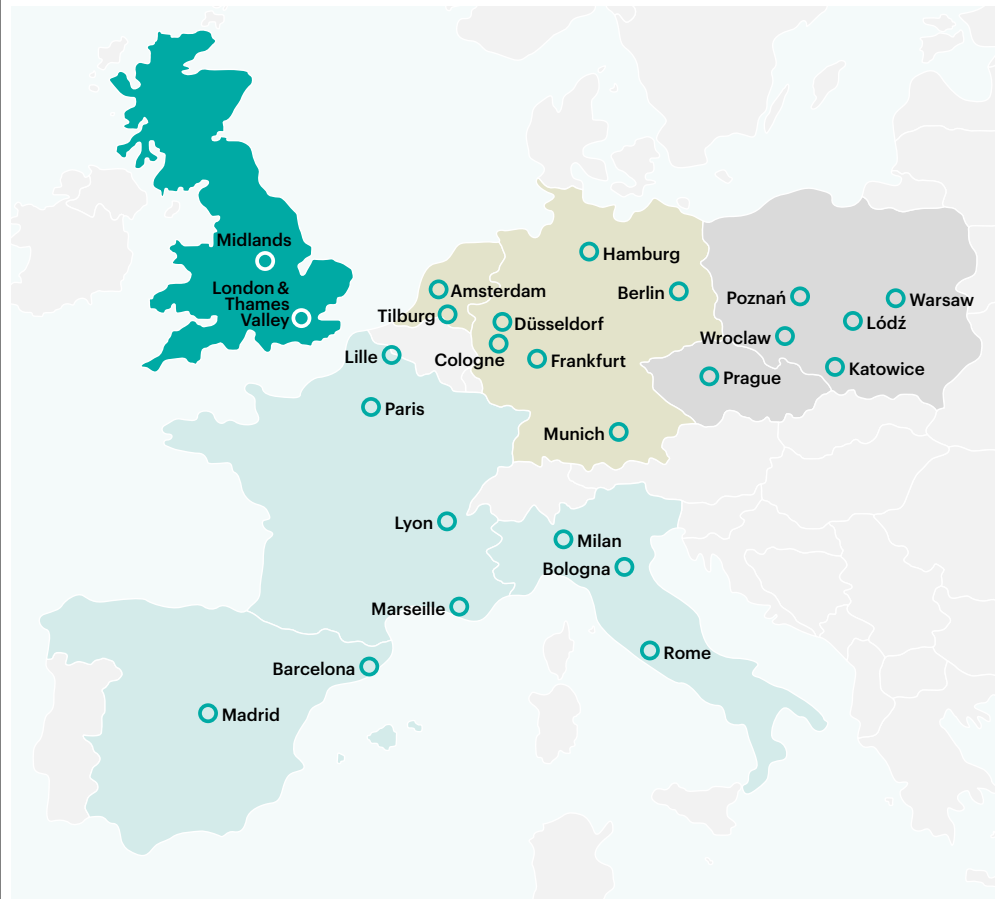 Midlands
London &
Thames
Valley
Hamburg
Amsterdam
Berlin
Tilburg
Düsseldorf
Cologne
Frankfurt
Lille
Paris
Munich
Poznań
Warsaw
Lódź
Wroclaw
Katowice
Prague
Lyon
Milan
Bologna
Marseille
Rome
Barcelona
Madrid